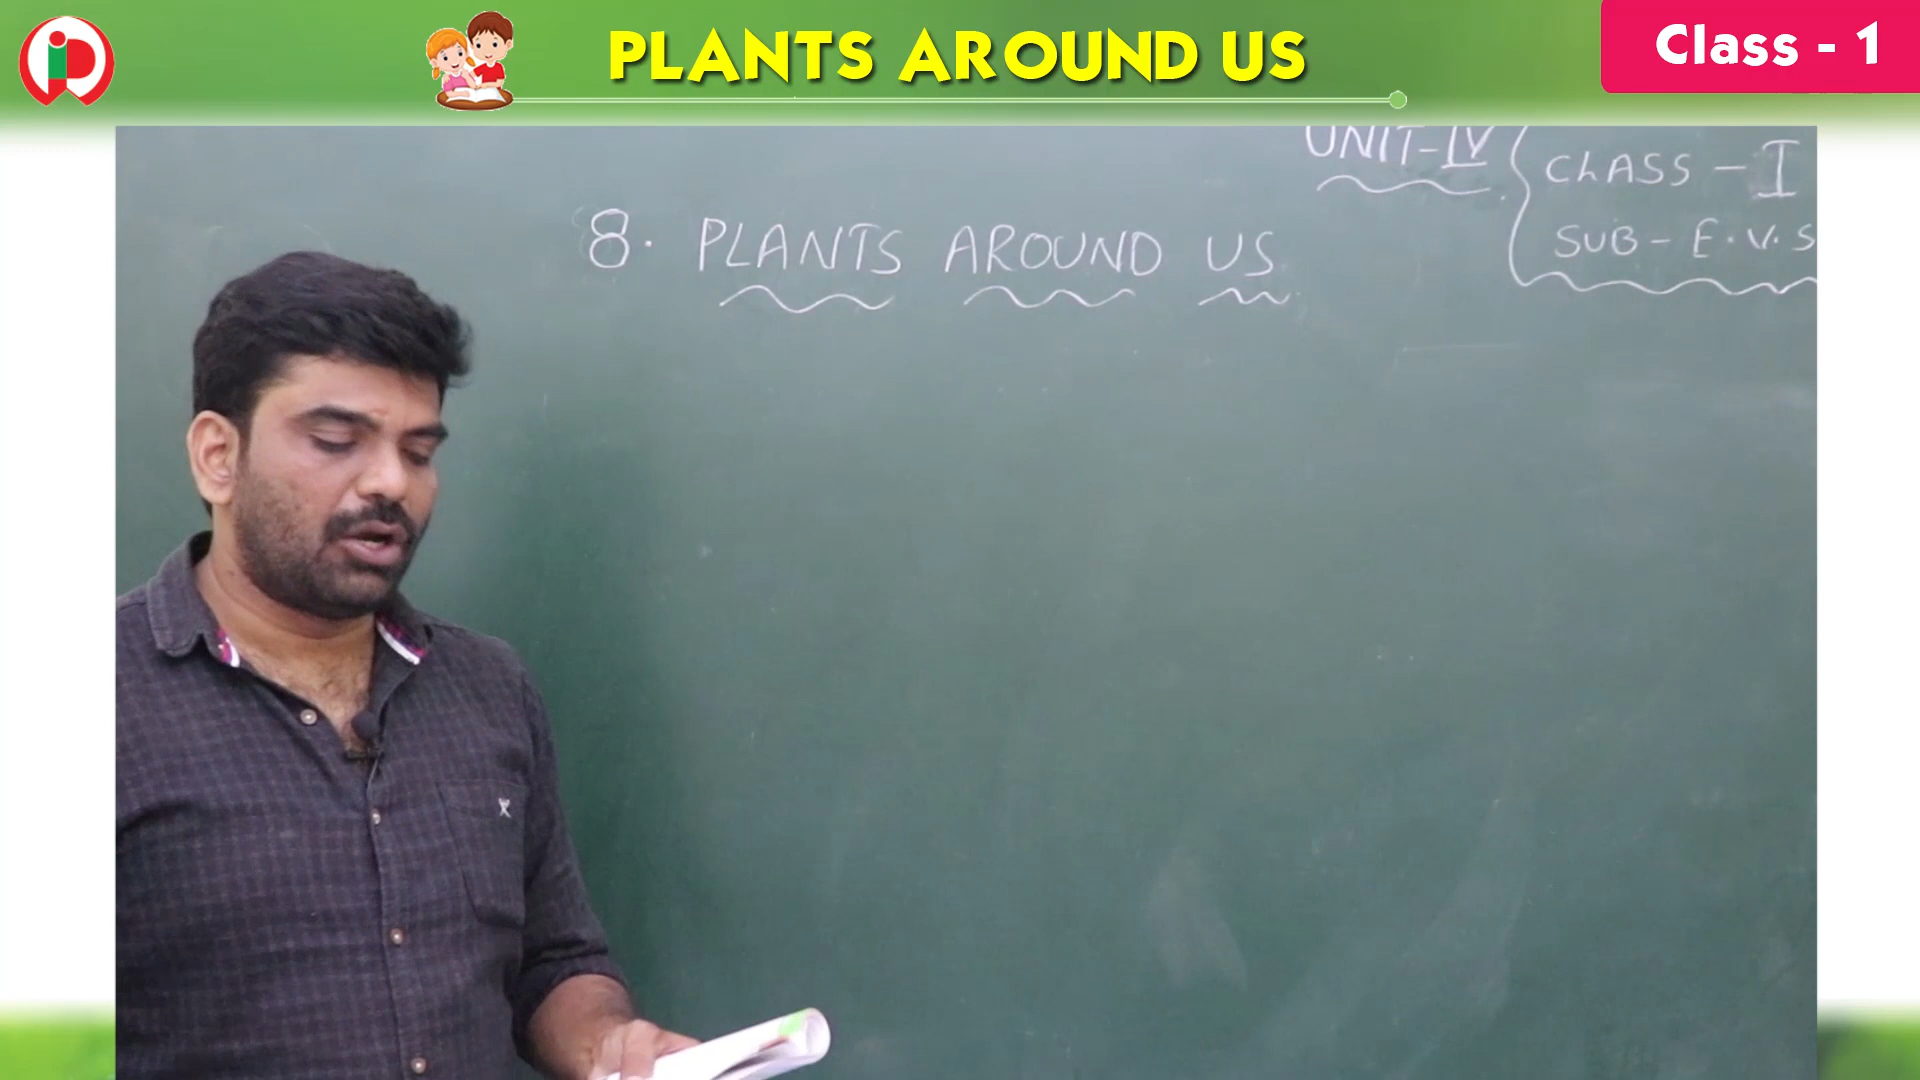 PLANTS AROUND US
Class - 1
UNIT-IV
CLASS - I
SUB - E.V.S
8. PLANTS AROUND US